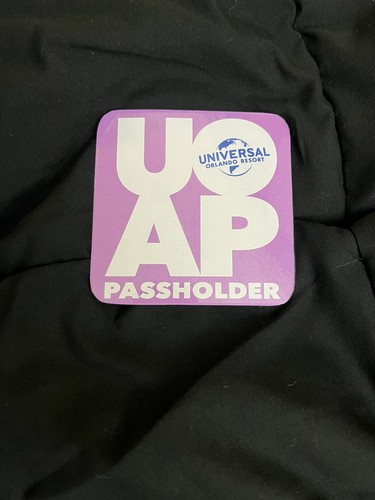 UO
UNIVERSAL
ORLANDO RESORT
AP
PASSHOLDER